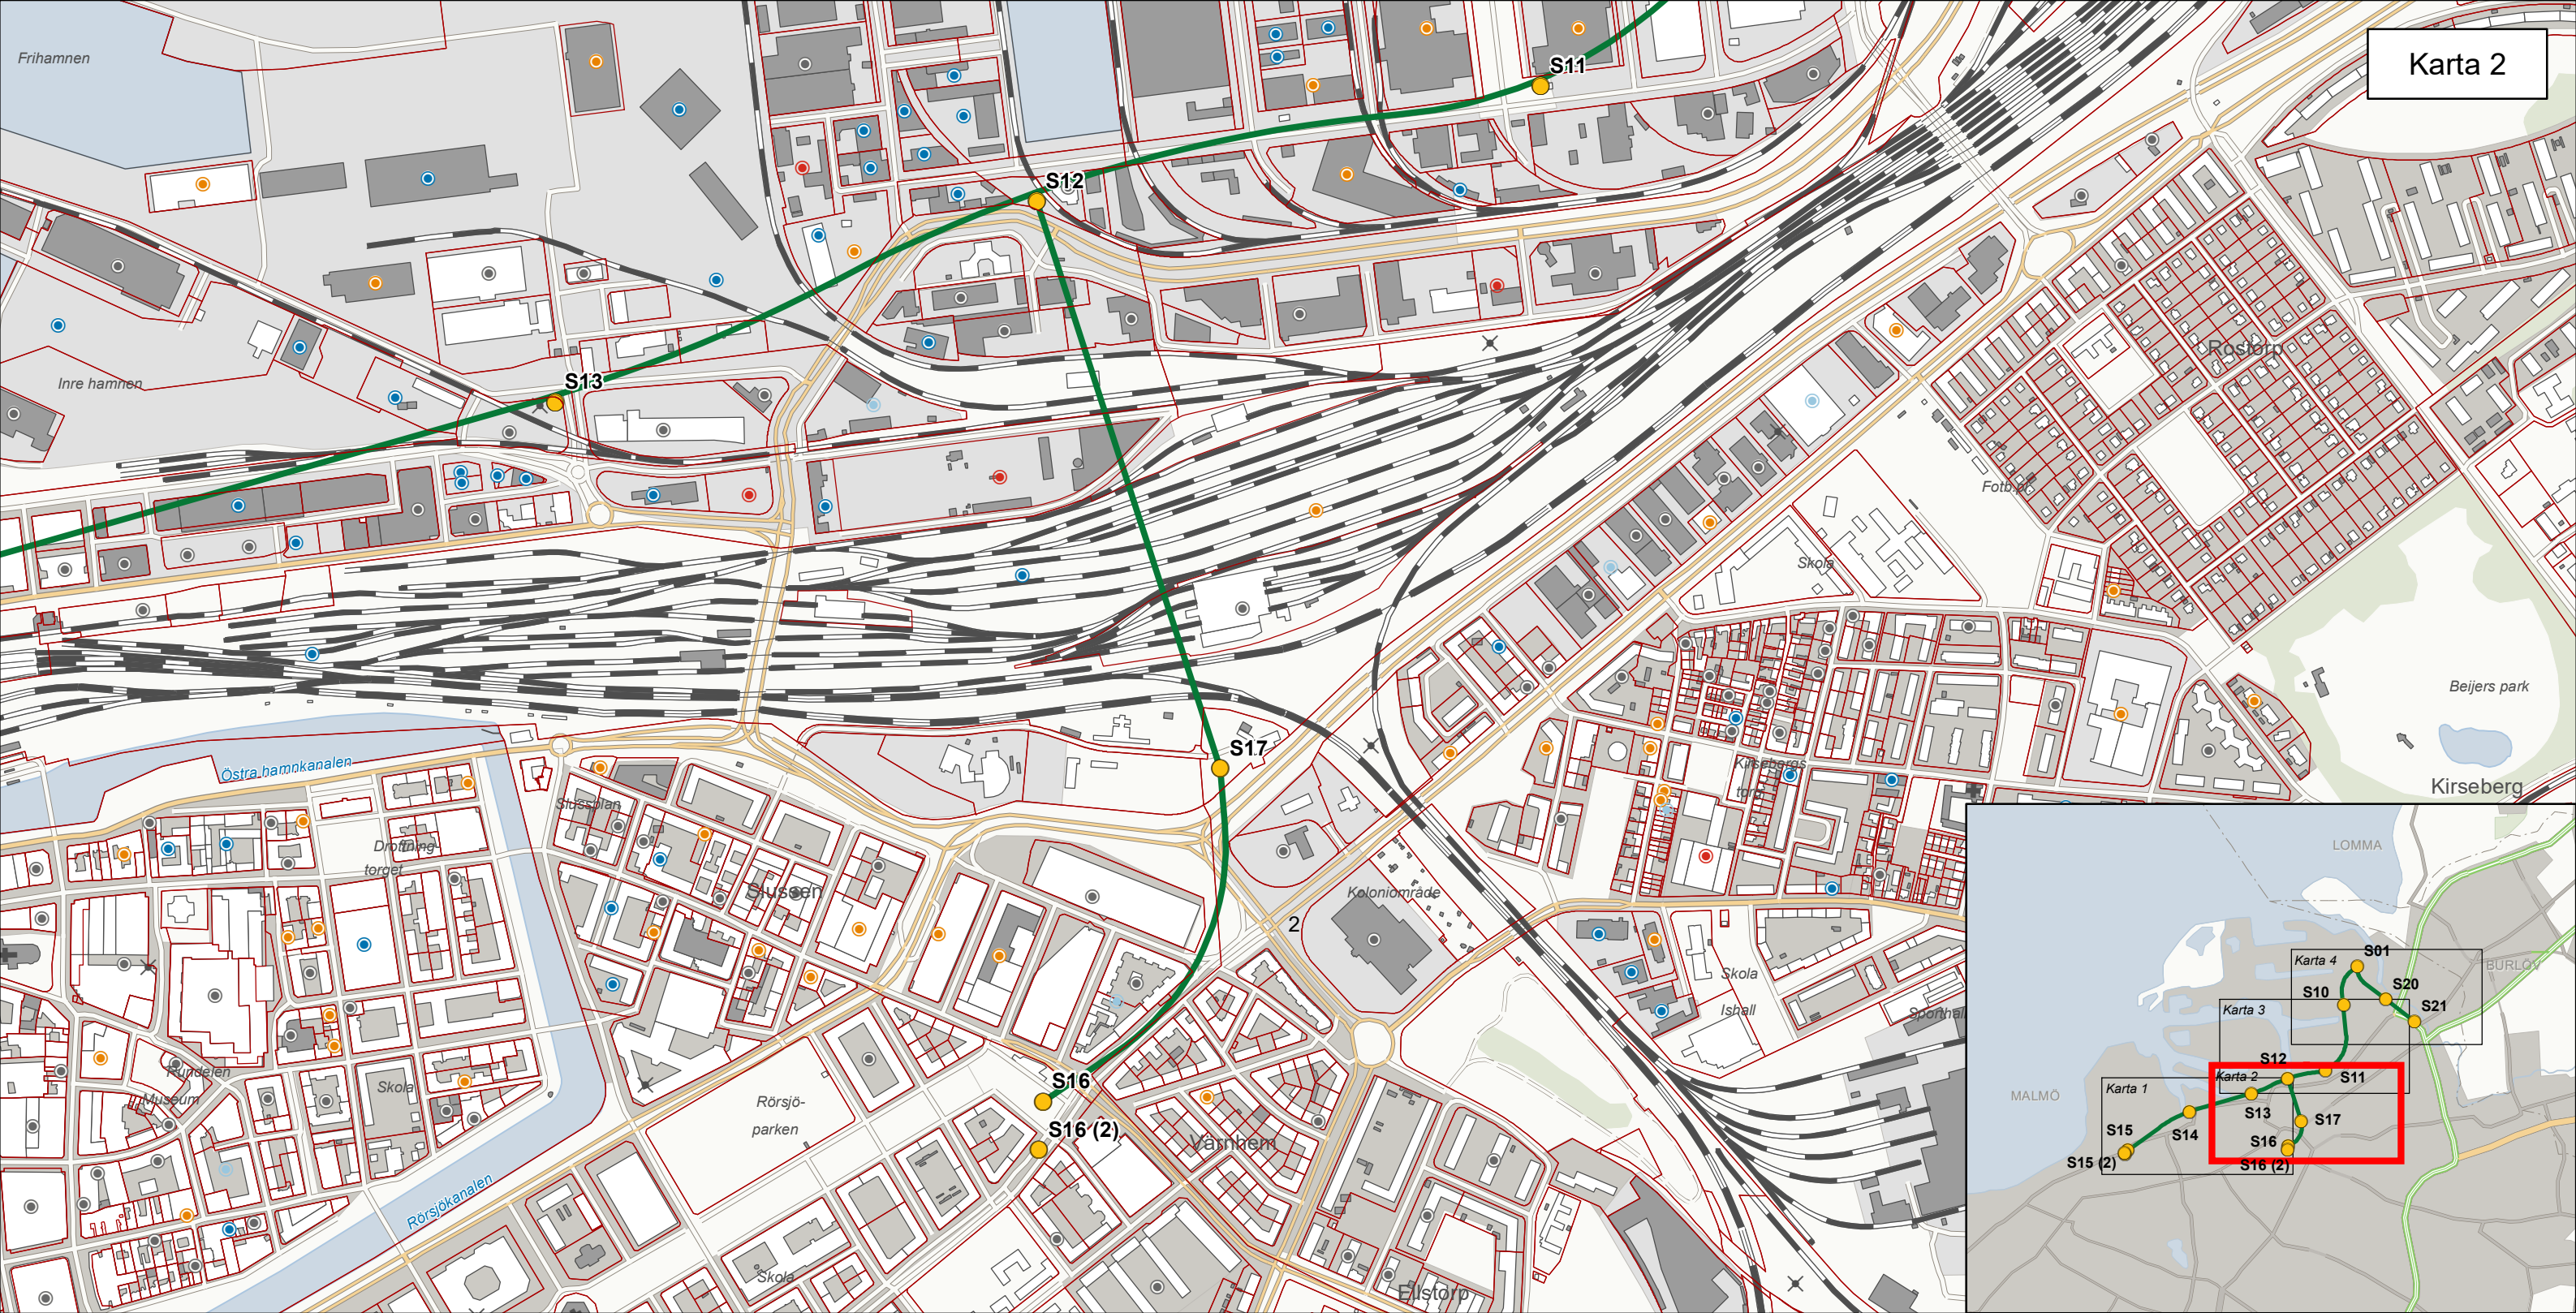 Karta 2
Frihamnen
S11
S12
Rostorp
Inre hamnen
S13
Fotb.pl
Skola
Beijers park
Östra hamnkanalen
S17
Kirsebergs
torg
Kirseberg
Slussplan
Drottning-
torget
Slussen
Koloniområde
2
Skola
Ishall
Sporthall
Rundelen
Museum
Skola
S16
Rörsjö-
parken
S16 (2)
Värnhem
Rörsjökanalen
Skola
Ellstorp
LOMMA
S01
Karta 4
BURLÖV
S10
S20
S21
Karta 3
S12
Karta 2
S11
Karta 1
MALMÖ
S13
S17
S15
S14
S16
S15 (2)
S16 (2)